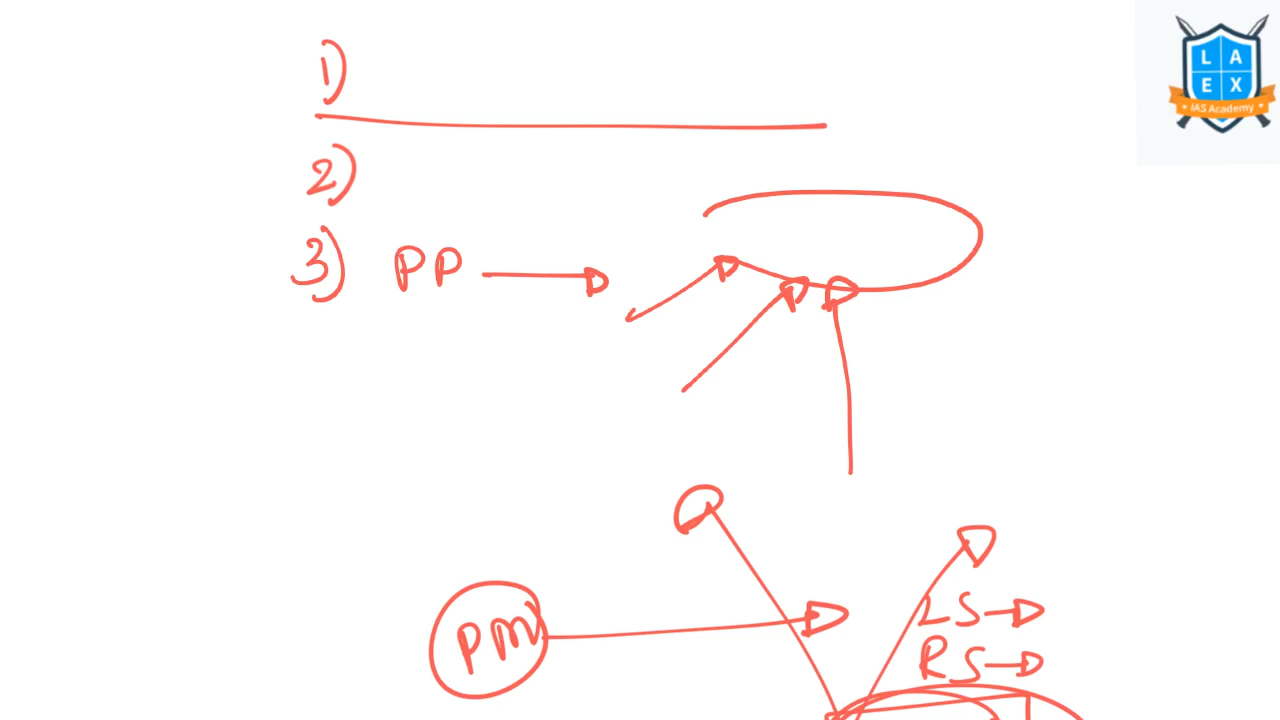 1)
2)
3) PP
PM
LS
RS
L A
E X
IAS Academy